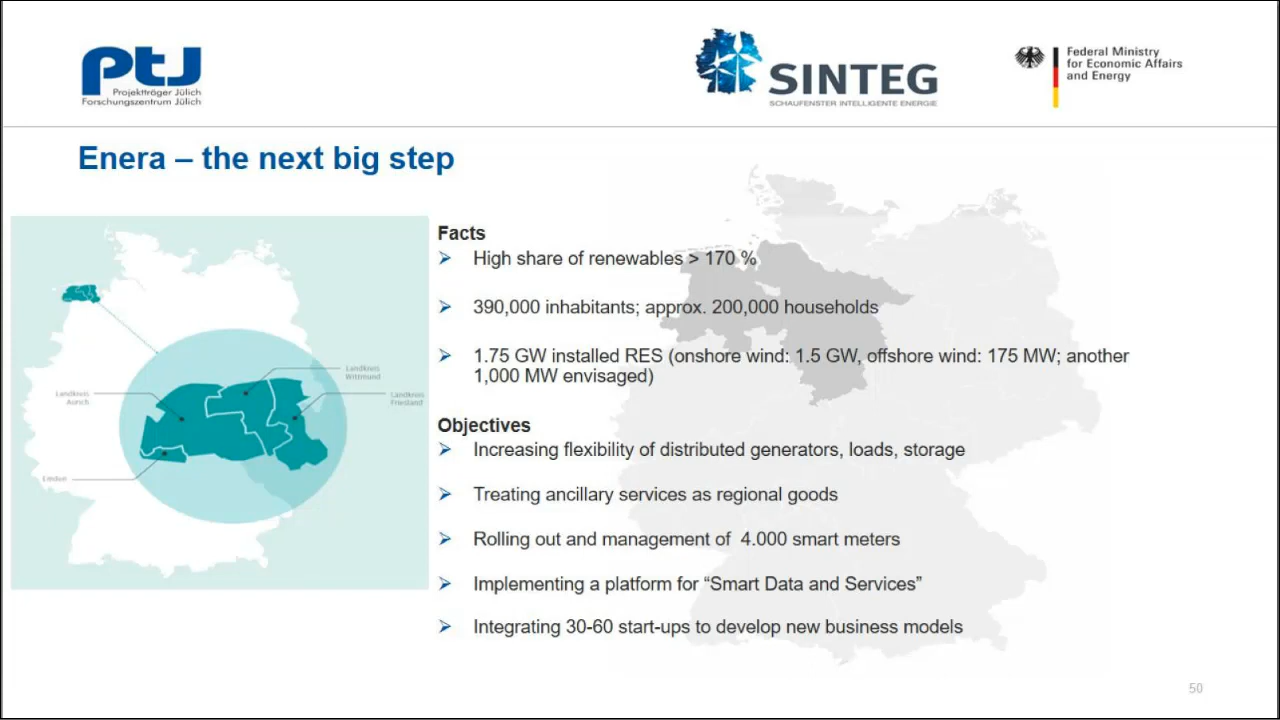 ptJ
Projektträger Jülich
Forschungszentrum Jülich
SINTEG
SCHAUFENSTER INTELLIGENTE ENERGIE
Federal Ministry
for Economic Affairs
and Energy
Enera – the next big step
Landkreis
Wittmund
Landkreis
Aurich
Landkreis
Friesland
Emden
Facts
High share of renewables > 170 %
390,000 inhabitants; approx. 200,000 households
1.75 GW installed RES (onshore wind: 1.5 GW, offshore wind: 175 MW; another
1,000 MW envisaged)
Objectives
Increasing flexibility of distributed generators, loads, storage
Treating ancillary services as regional goods
Rolling out and management of 4.000 smart meters
Implementing a platform for “Smart Data and Services”
Integrating 30-60 start-ups to develop new business models
50